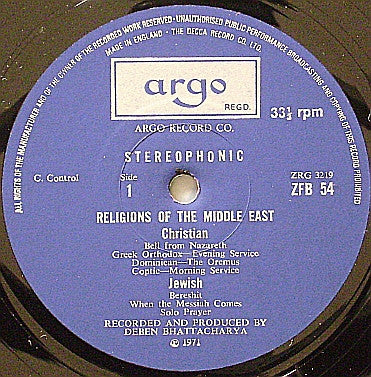 ALL RIGHTS OF THE MANUFACTURER AND OF THE OWNER OF THE RECORDED WORK RESERVED · UNAUTHORISED PUBLIC PERFORMANCE BROADCASTING AND COPYING OF THIS RECORD PROHIBITED
MADE IN ENGLAND · THE DECCA RECORD CO. LTD.
argo
REGD.
33⅓ rpm
ARGO RECORD CO.
STEREOPHONIC
C. Control
Side
1
ZRG 3219
ZFB 54
RELIGIONS OF THE MIDDLE EAST
Christian
Bell from Nazareth
Greek Orthodox—Evening Service
Dominican—The Oremus
Coptic—Morning Service
Jewish
Bereshit
When the Messiah Comes
Solo Prayer
RECORDED AND PRODUCED BY
DEBEN BHATTACHARYA
℗ 1971